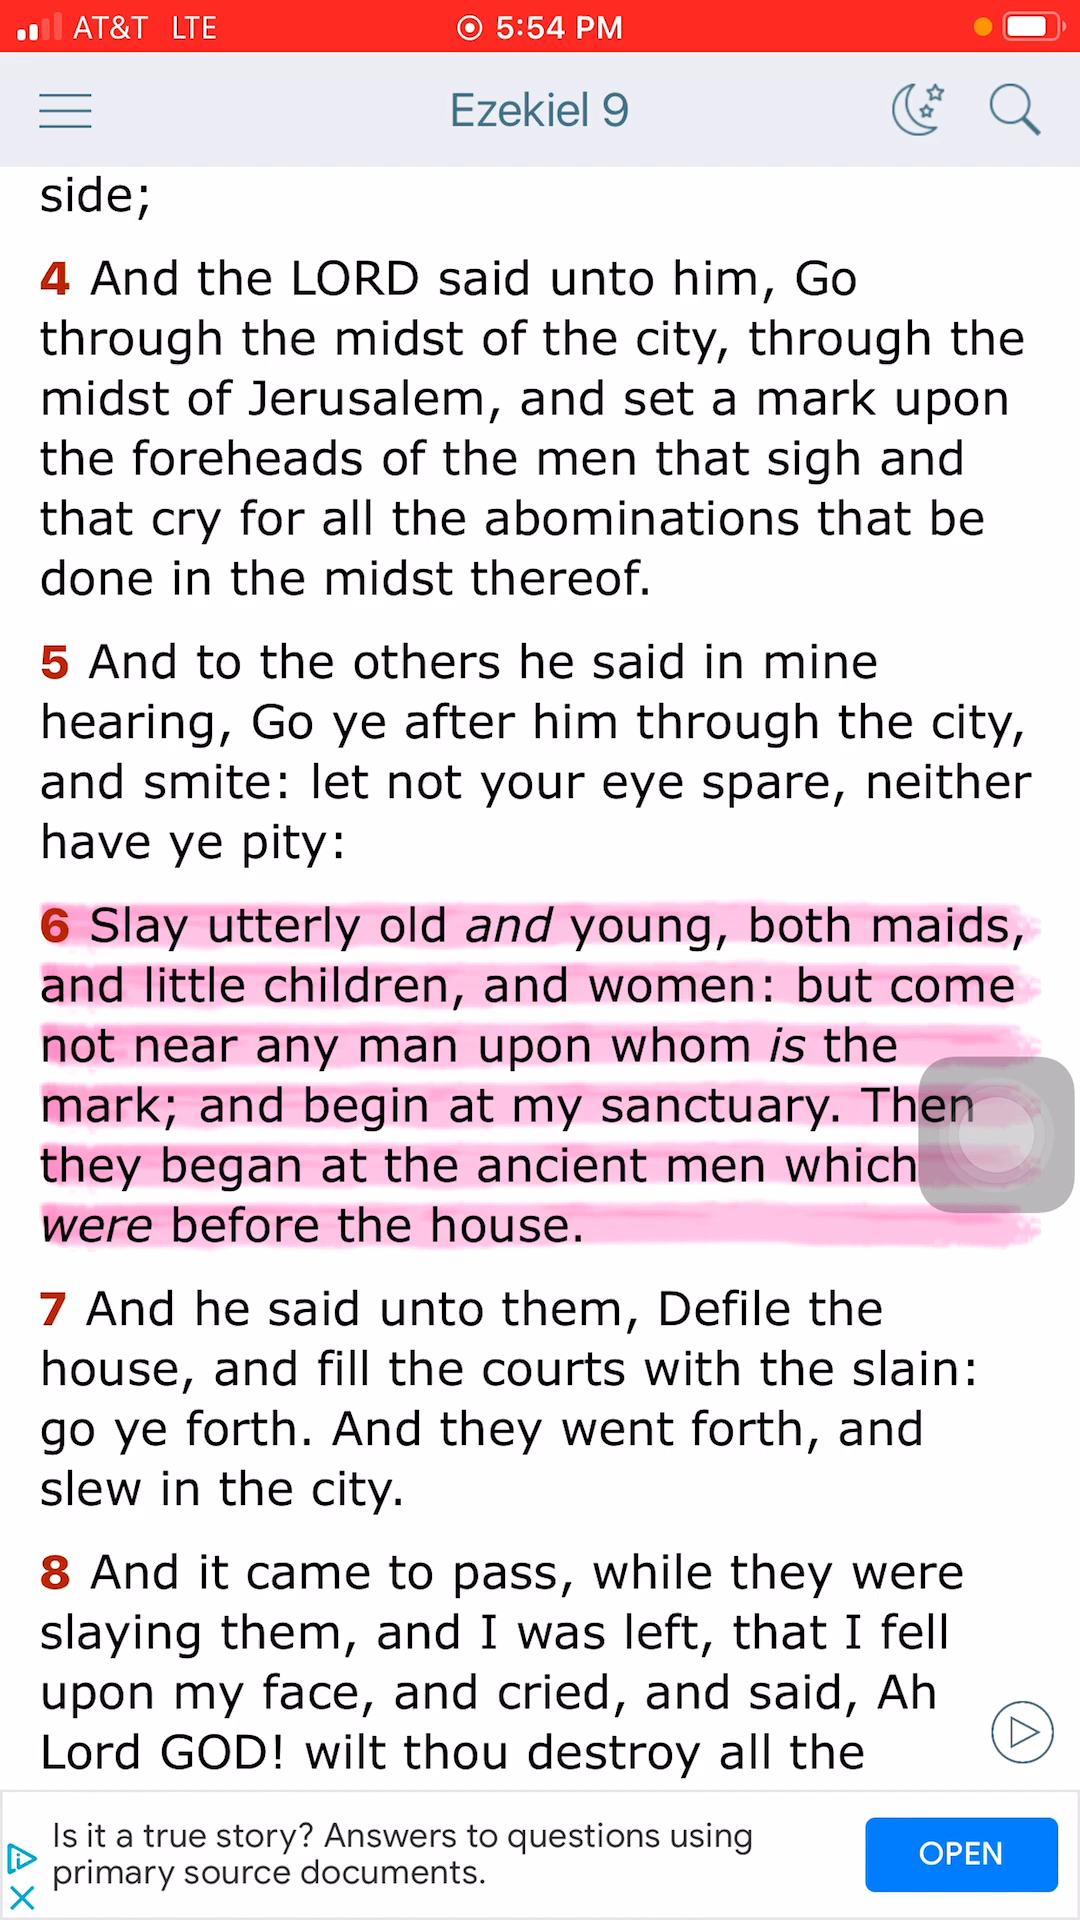 AT&T LTE 5:54 PM
Ezekiel 9
side;
4 And the LORD said unto him, Go
through the midst of the city, through the
midst of Jerusalem, and set a mark upon
the foreheads of the men that sigh and
that cry for all the abominations that be
done in the midst thereof.
5 And to the others he said in mine
hearing, Go ye after him through the city,
and smite: let not your eye spare, neither
have ye pity:
6 Slay utterly old and young, both maids,
and little children, and women: but come
not near any man upon whom is the
mark; and begin at my sanctuary. Then
they began at the ancient men which
were before the house.
7 And he said unto them, Defile the
house, and fill the courts with the slain:
go ye forth. And they went forth, and
slew in the city.
8 And it came to pass, while they were
slaying them, and I was left, that I fell
upon my face, and cried, and said, Ah
Lord GOD! wilt thou destroy all the
Is it a true story? Answers to questions using
primary source documents.
OPEN